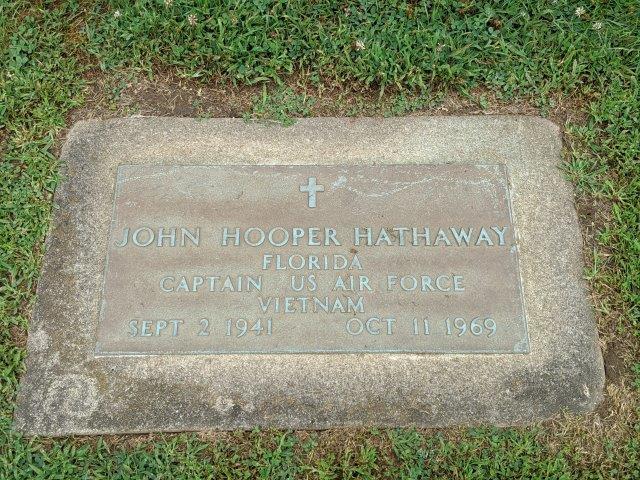 JOHN HOOPER HATHAWAY
FLORIDA
CAPTAIN US AIR FORCE
VIETNAM
SEPT 2 1941 OCT 11 1969